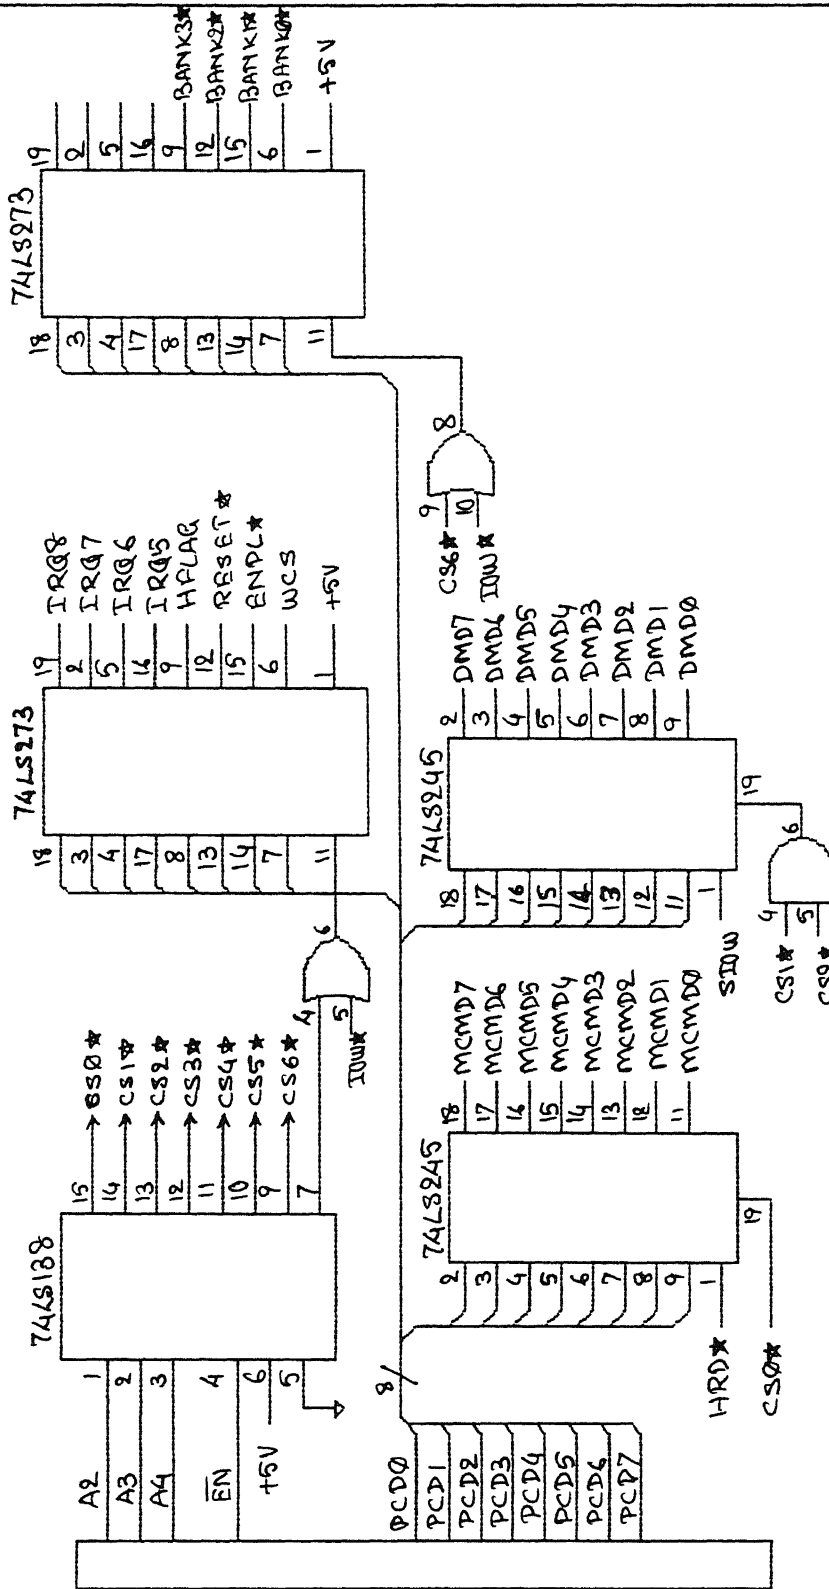 A2
A3
A4
EN
+5V
1
2
3
4
6
5
74LS138
15
14
13
12
11
10
9
7
CS1*
CS2*
CS3*
CS4*
CS5*
CS6*
4
5
IOW*
6
74LS273
18
3
4
17
8
13
14
7
11
19
2
5
16
9
12
15
6
1
IRQ8
IRQ7
IRQ6
IRQ5
HFLAG
RESET*
ENPL*
WCS
+5V
74LS273
18
3
4
17
8
13
14
7
11
19
2
5
16
9
12
15
6
1
BANK3*
BANK2*
BANK1*
BANK0*
+5V
PCD0
PCD1
PCD2
PCD3
PCD4
PCD5
PCD6
PCD7
8
74LS245
2
3
4
5
6
7
8
9
1
HRD*
CS0*
19
18
17
16
15
14
13
12
11
MCMD7
MCMD6
MCMD5
MCMD4
MCMD3
MCMD2
MCMD1
MCMD0
74LS245
18
17
16
15
14
13
12
11
1
SIOW
2
3
4
5
6
7
8
9
DMD7
DMD6
DMD5
DMD4
DMD3
DMD2
DMD1
DMD0
19
6
4
5
CS1*
CS6*
IOW*
9
10
8